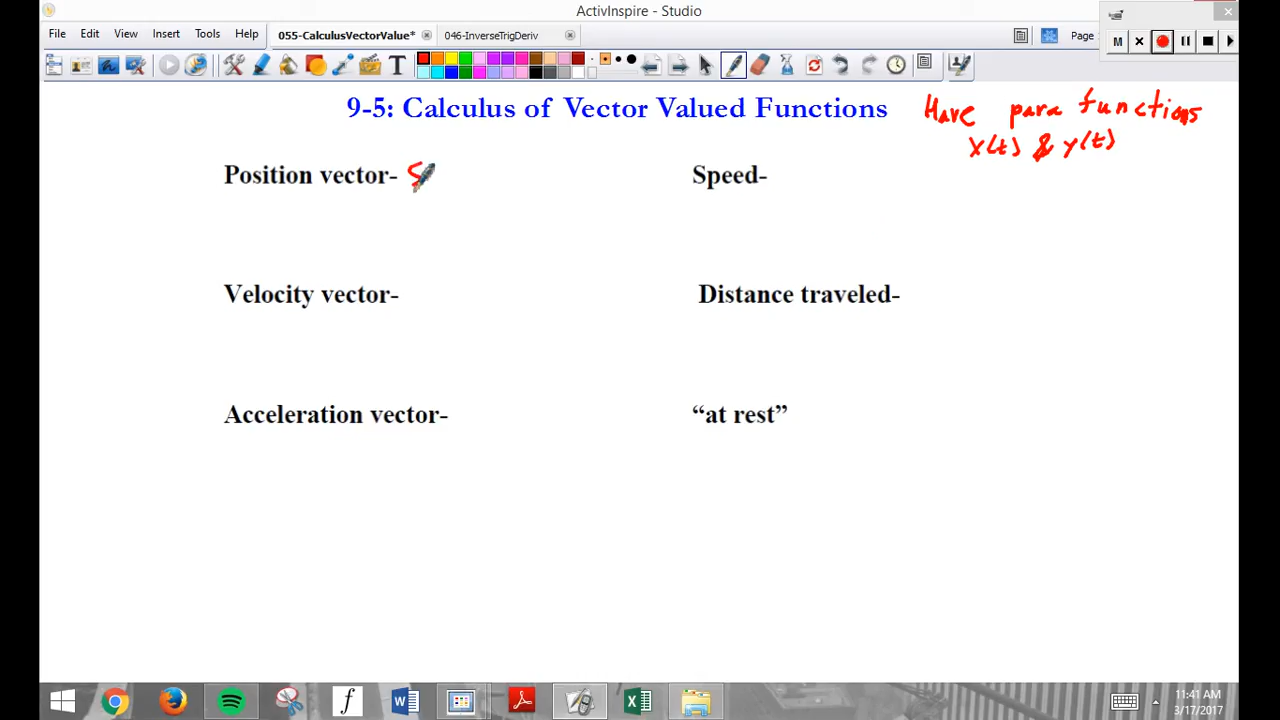 ActivInspire - Studio
File Edit View Insert Tools Help
055-CalculusVectorValue* 046-InverseTrigDeriv Page
M
T
9-5: Calculus of Vector Valued Functions
Have para functions
x(t) & y(t)
Position vector- S
Speed-
Velocity vector-
Distance traveled-
Acceleration vector-
“at rest”
11:41 AM
3/17/2017